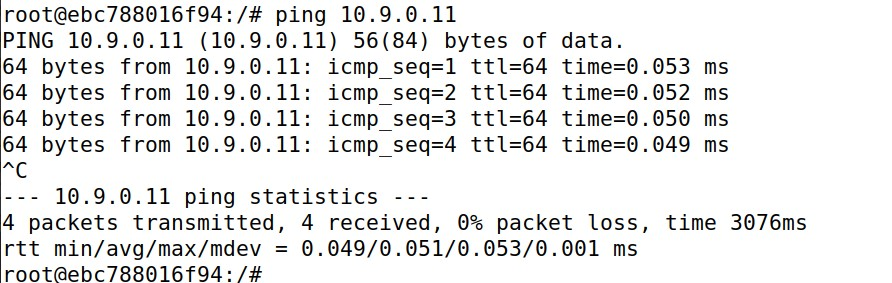 root@ebc788016f94:/# ping 10.9.0.11
PING 10.9.0.11 (10.9.0.11) 56(84) bytes of data.
64 bytes from 10.9.0.11: icmp_seq=1 ttl=64 time=0.053 ms
64 bytes from 10.9.0.11: icmp_seq=2 ttl=64 time=0.052 ms
64 bytes from 10.9.0.11: icmp_seq=3 ttl=64 time=0.050 ms
64 bytes from 10.9.0.11: icmp_seq=4 ttl=64 time=0.049 ms
^C
--- 10.9.0.11 ping statistics ---
4 packets transmitted, 4 received, 0% packet loss, time 3076ms
rtt min/avg/max/mdev = 0.049/0.051/0.053/0.001 ms
root@ebc788016f94:/#